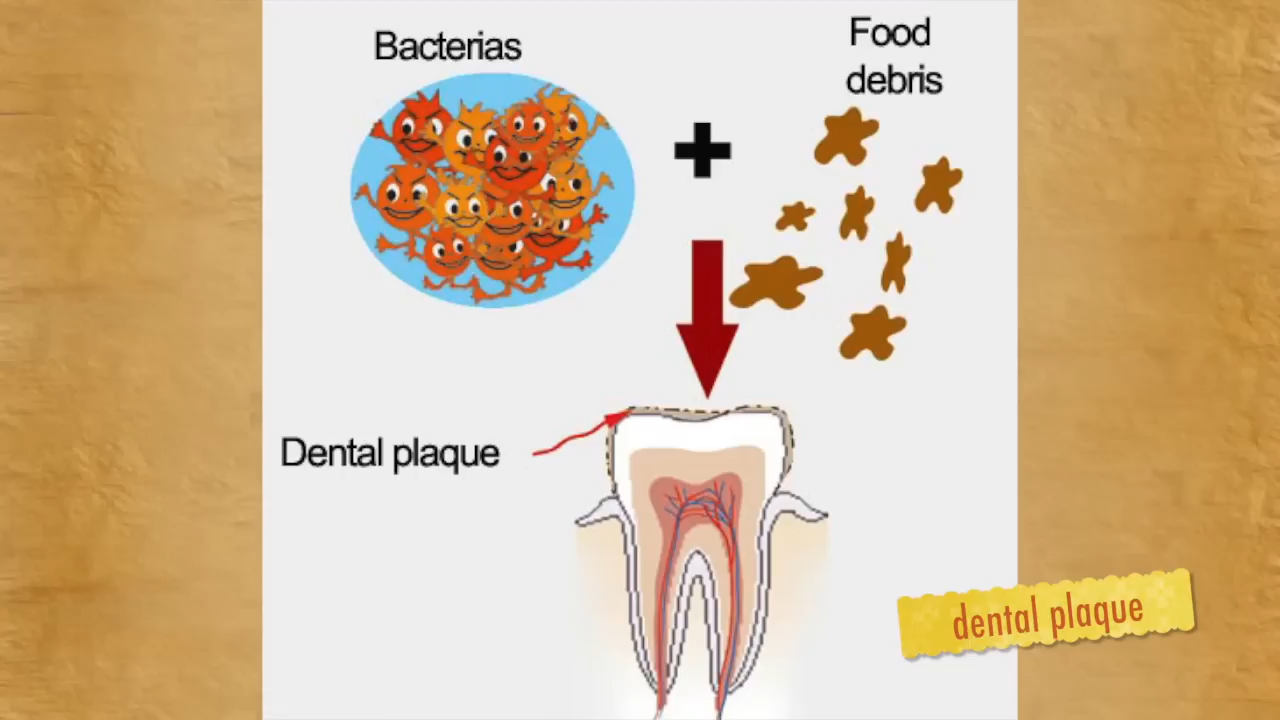 Bacterias
Food
debris
Dental plaque
dental plaque